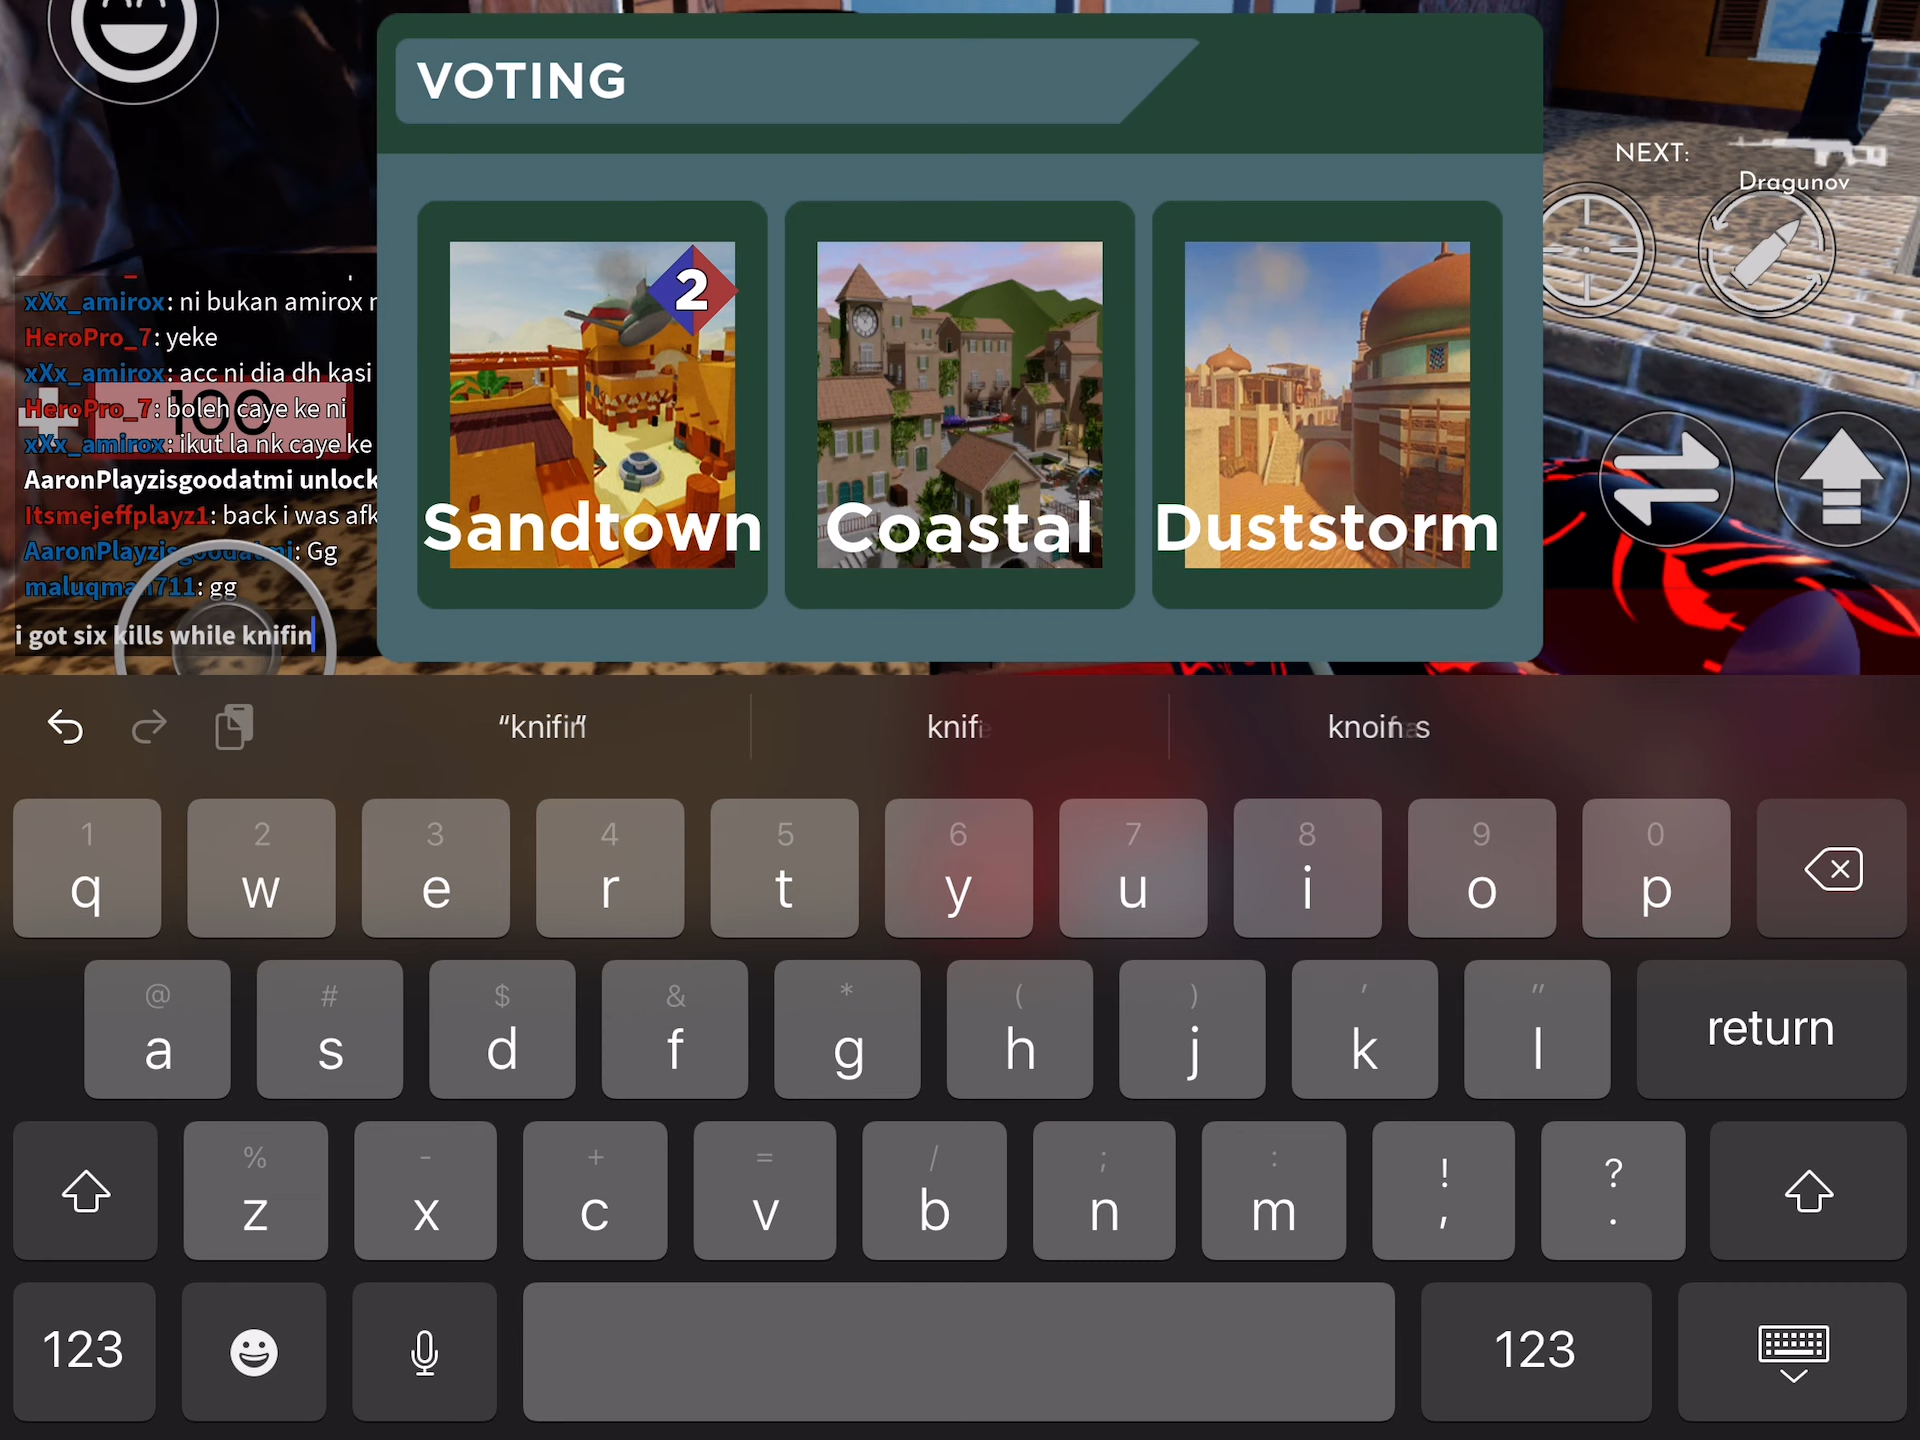 VOTING
NEXT:
Dragunov
2
Sandtown
Coastal
Duststorm
xXx_amirox: ni bukan amirox
HeroPro_7: yeke
xXx_amirox: acc ni dia dh kasi
HeroPro_7: boleh caye ke ni
100
xXx_amirox: ikut la nk caye ke
AaronPlayzisgoodatmi unlock
Itsmejeffplayz1: back i was afk
AaronPlayzisgoodatmi: Gg
maluqman711: gg
i got six kills while knifin
“knifin”
1 2 3 4 5 6 7 8 9 0
q w e r t y u i o p
@ # $ & * ( ) ' "
a s d f g h j k l return
% - + = / ; : ! ?
z x c v b n m , .
123 123